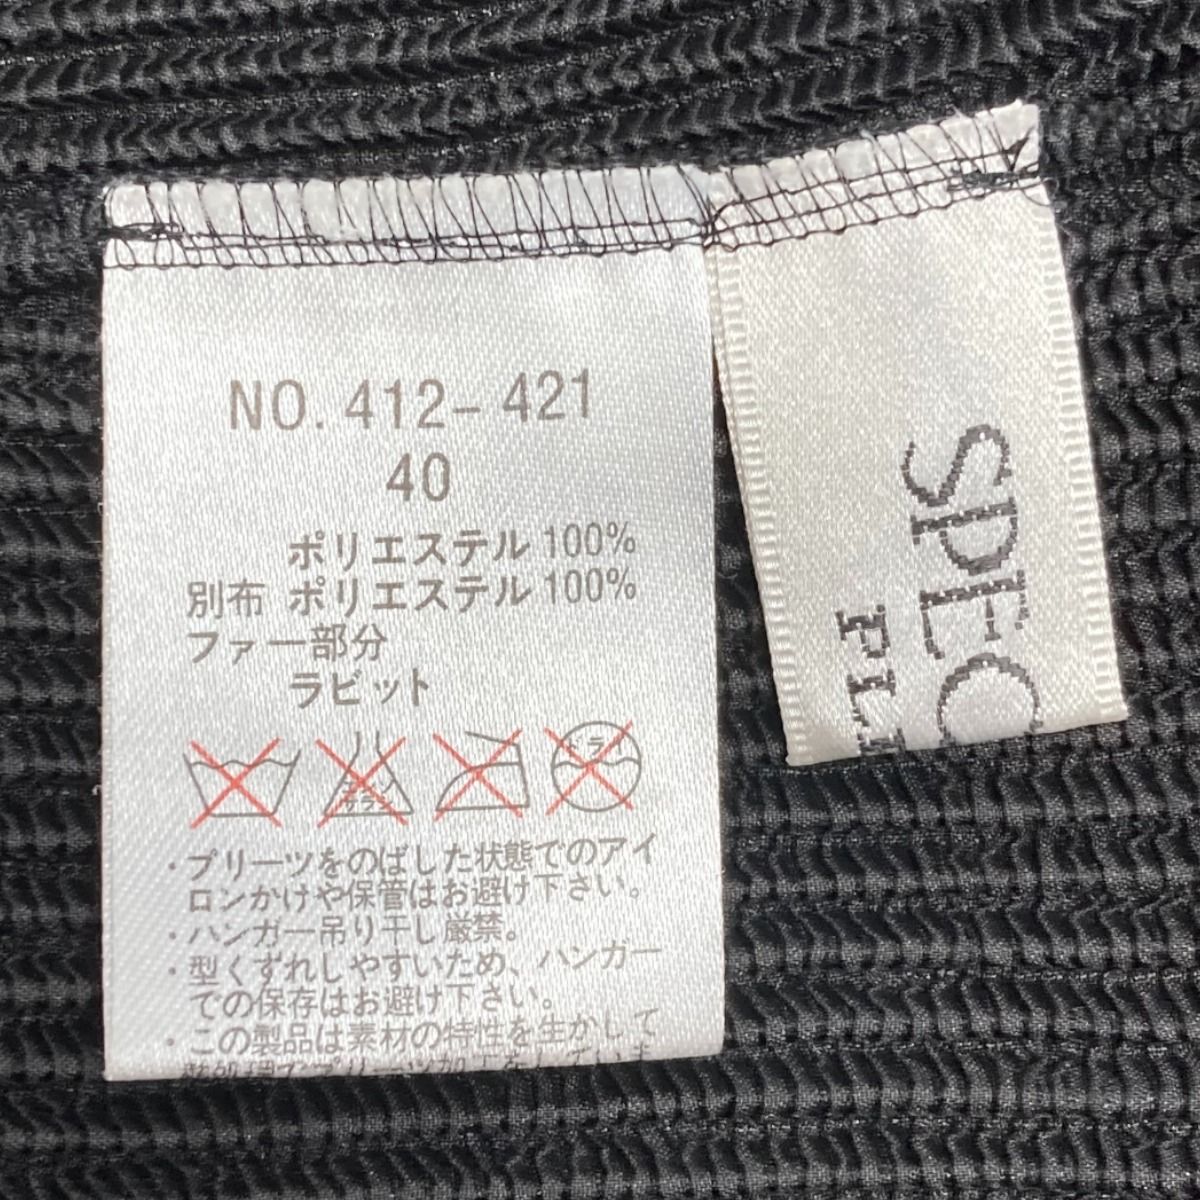 NO. 412-421
40
ポリエステル 100%
別布 ポリエステル 100%
ファー部分
ラビット
ドライ
・プリーツをのばした状態でのアイ
ロンかけや保管はお避け下さい。
・ハンガー吊り干し厳禁。
・型くずれしやすいため、ハンガー
での保存はお避け下さい。
・この製品は素材の特性を生かして
SPEC
PL